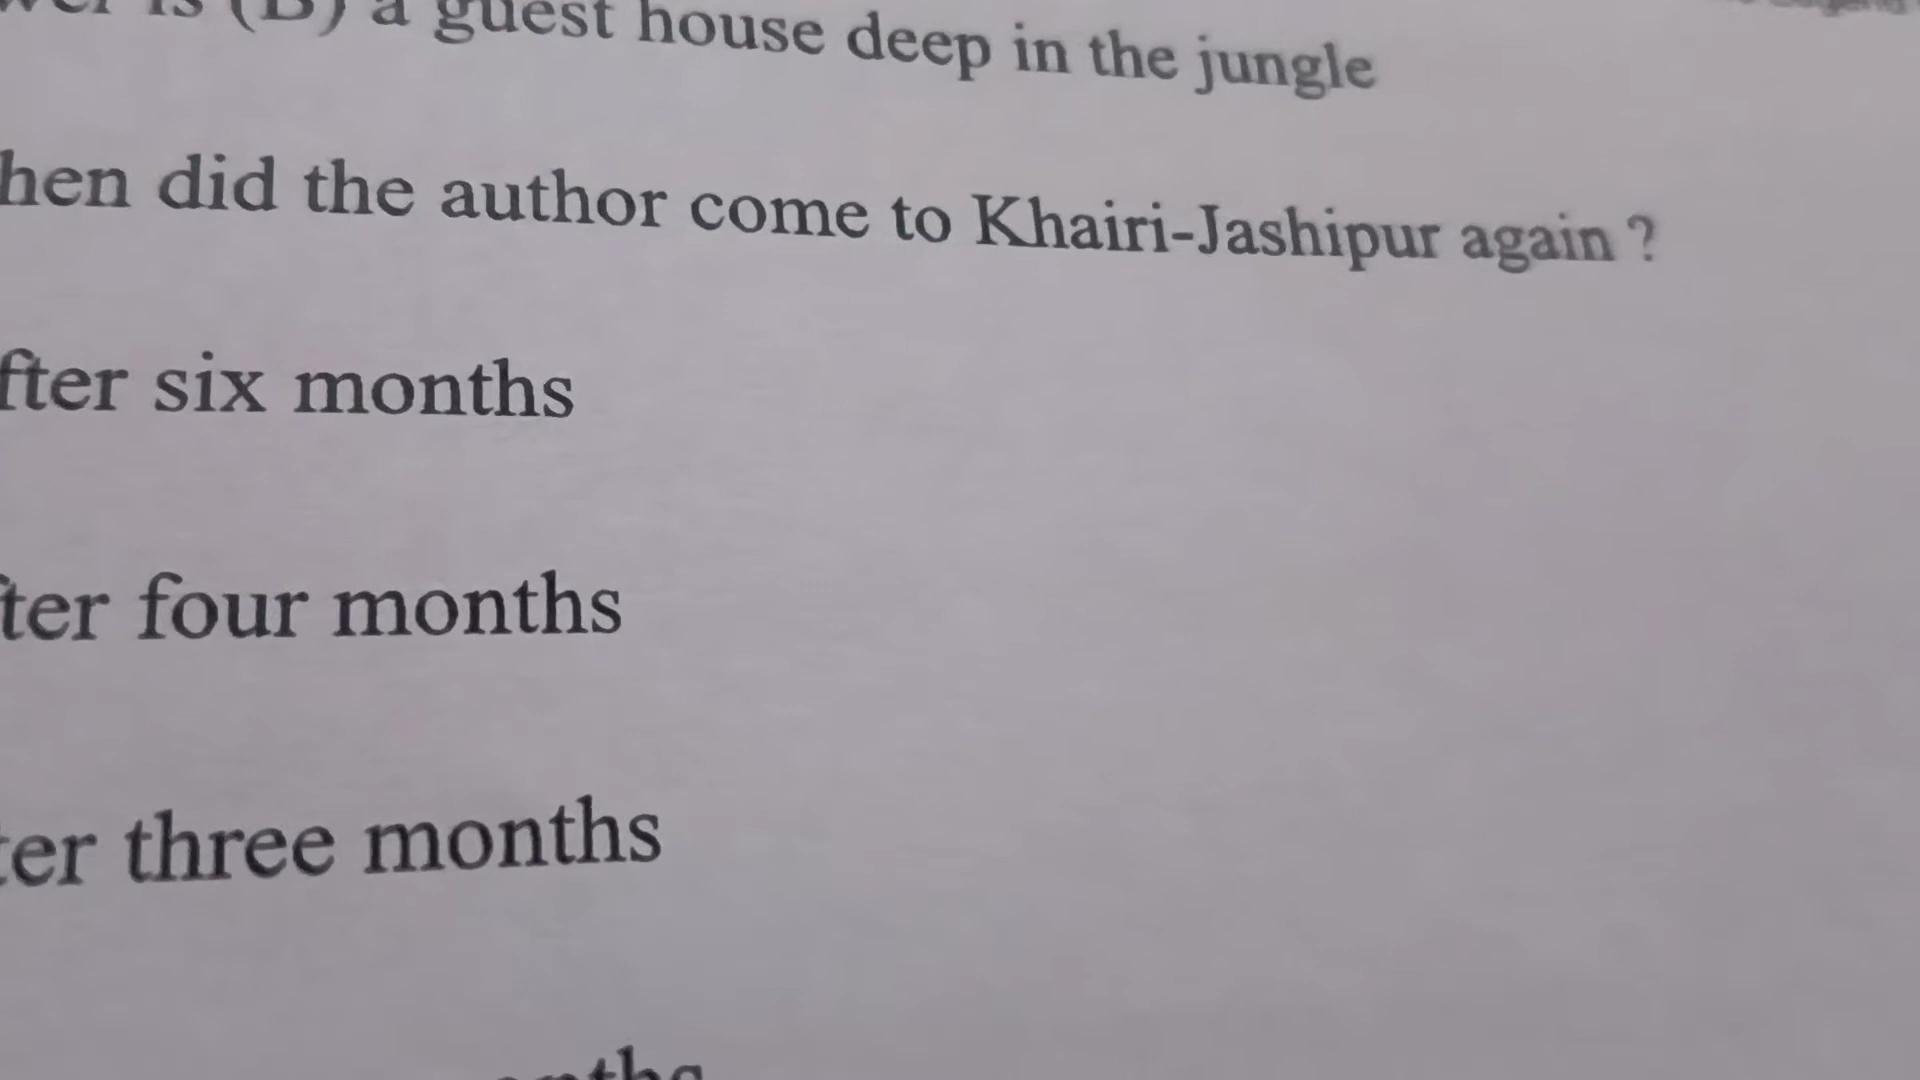 is (B) a guest house deep in the jungle
hen did the author come to Khairi-Jashipur again ?
fter six months
ter four months
er three months